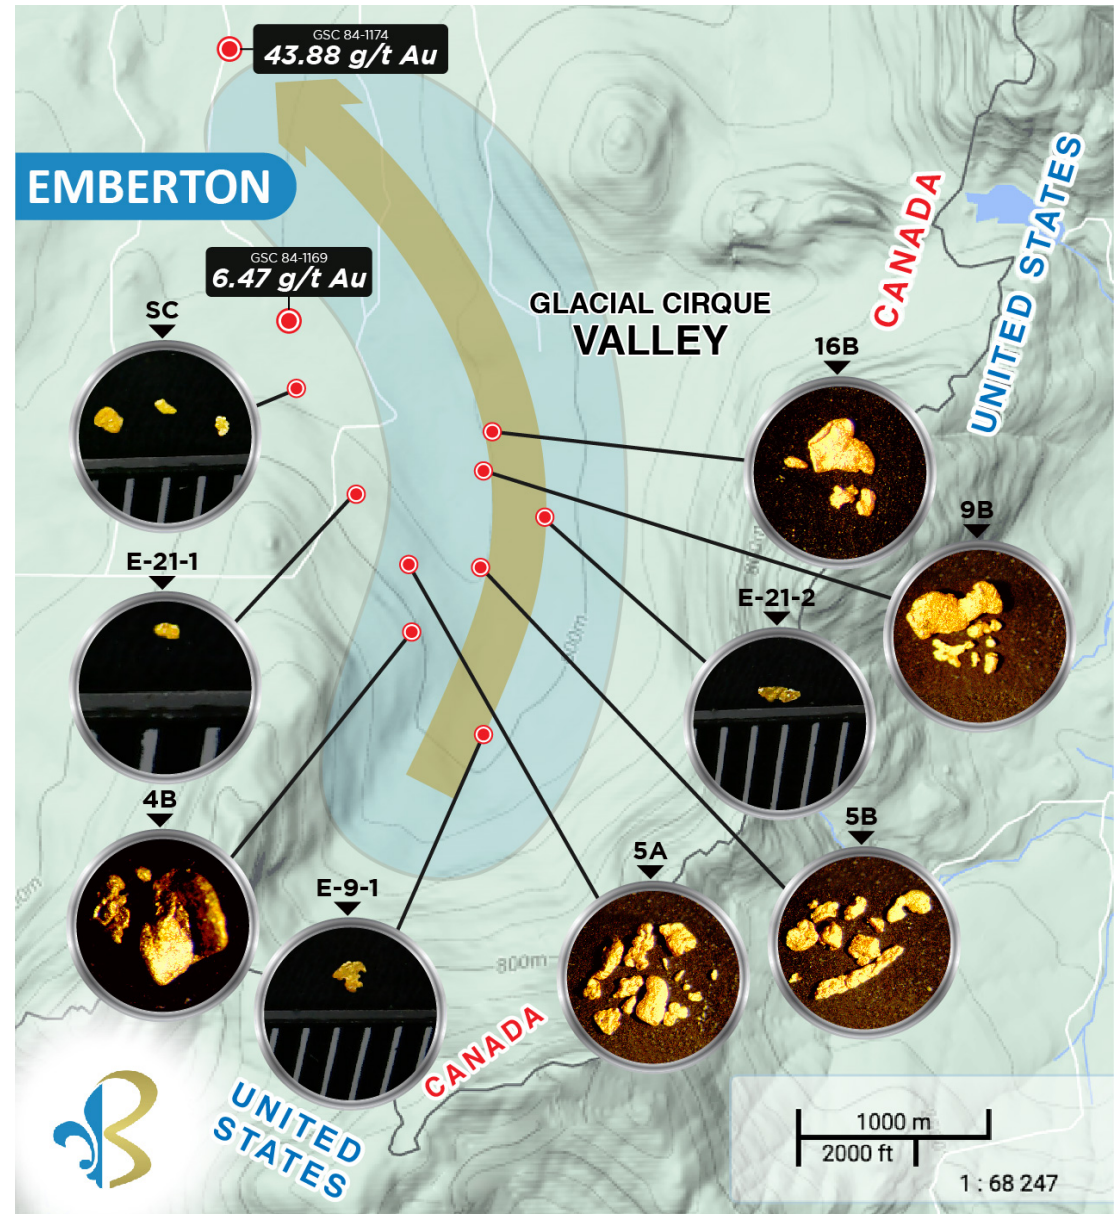 GSC 84-1174
43.88 g/t Au
EMBERTON
GSC 84-1169
6.47 g/t Au
CANADA
UNITED STATES
GLACIAL CIRQUE
VALLEY
SC
16B
9B
E-21-1
E-21-2
800m
800m
4B
5B
5A
E-9-1
800m
CANADA
UNITED
STATES
1000 m
2000 ft
1 : 68 247